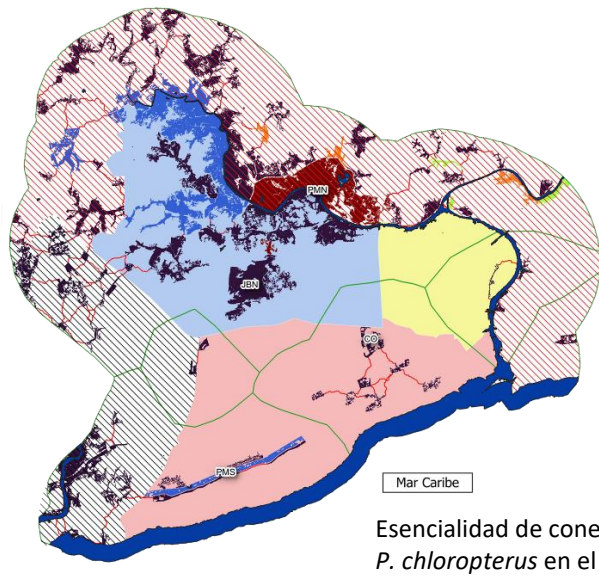 PMN
JBN
CO
PMS
Mar Caribe
Esencialidad de cone
P. chloropterus en el